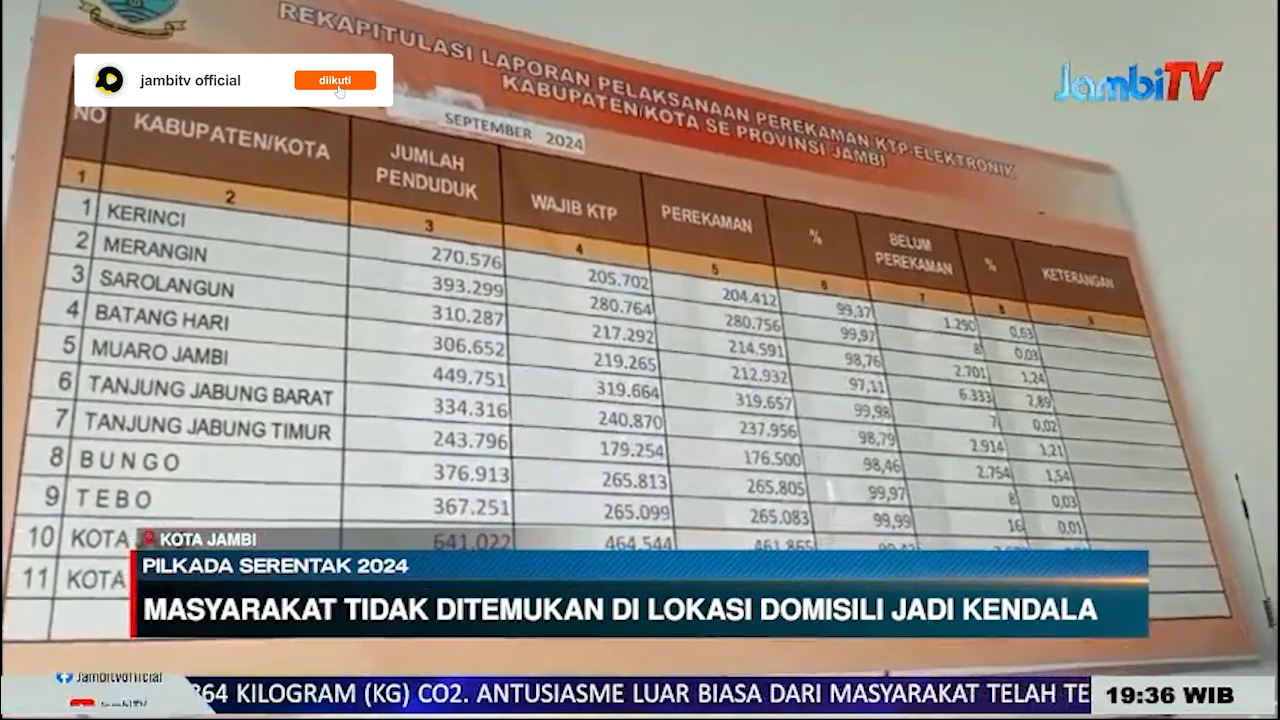 REKAPITULASI LAPORAN PELAKSANAAN PEREKAMAN KTP-ELEKTRONIK
KABUPATEN/KOTA SE PROVINSI JAMBI
jambitv official
diikuti
JambiTV
SEPTEMBER 2024
NO KABUPATEN/KOTA JUMLAH PENDUDUK WAJIB KTP PEREKAMAN % BELUM PEREKAMAN % KETERANGAN
1 2 3 4 5 6 7 8 9
1 KERINCI 270.576 205.702 204.412 99,37 1.290 0,63
2 MERANGIN 393.299 280.764 280.756 99,97 8 0,03
3 SAROLANGUN 310.287 217.292 214.591 98,76 2.701 1,24
4 BATANG HARI 306.652 219.265 212.932 97,11 6.333 2,89
5 MUARO JAMBI 449.751 319.664 319.657 99,98 7 0,02
6 TANJUNG JABUNG BARAT 334.316 240.870 237.956 98,79 2.914 1,21
7 TANJUNG JABUNG TIMUR 243.796 179.254 176.500 98,46 2.754 1,54
8 BUNGO 376.913 265.813 265.805 99,97 8 0,03
9 TEBO 367.251 265.099 265.083 99,99 16 0,01
10 KOTA 641.022 464.544 461.865
11 KOTA
KOTA JAMBI
PILKADA SERENTAK 2024
MASYARAKAT TIDAK DITEMUKAN DI LOKASI DOMISILI JADI KENDALA
Jambitvofficial
364 KILOGRAM (KG) CO2. ANTUSIASME LUAR BIASA DARI MASYARAKAT TELAH TE
19:36 WIB